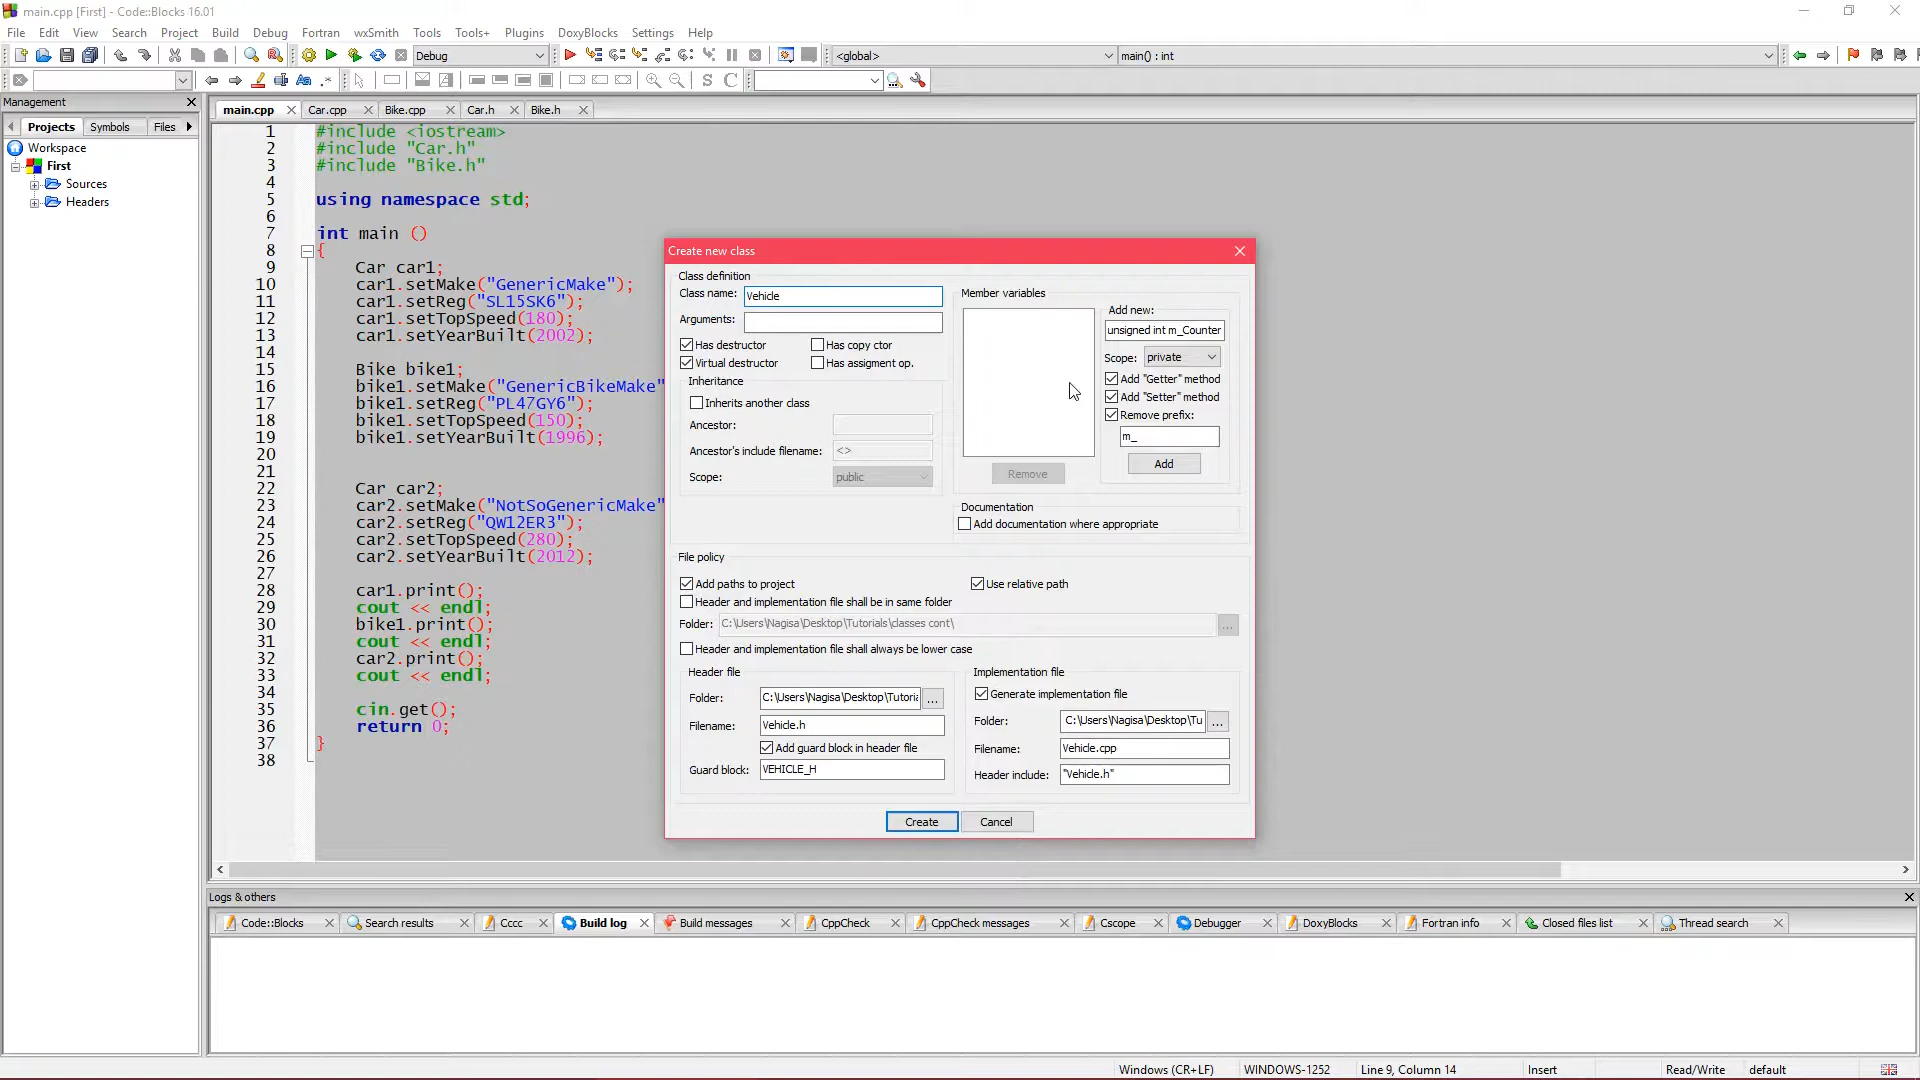 main.cpp [First] - Code::Blocks 16.01
File Edit View Search Project Build Debug Fortran wxSmith Tools Tools+ Plugins DoxyBlocks Settings Help
Debug <global> main() : int
Aa .* S C
Management
Projects Symbols Files
Workspace
First
Sources
Headers
main.cpp Car.cpp Bike.cpp Car.h Bike.h
1 #include <iostream>
2 #include "Car.h"
3 #include "Bike.h"
4
5 using namespace std;
6
7 int main ()
8 {
9 Car car1;
10 car1.setMake("GenericMake");
11 car1.setReg("SL15SK6");
12 car1.setTopSpeed(180);
13 car1.setYearBuilt(2002);
14
15 Bike bike1;
16 bike1.setMake("GenericBikeMake"
17 bike1.setReg("PL47GY6");
18 bike1.setTopSpeed(150);
19 bike1.setYearBuilt(1996);
20
21
22 Car car2;
23 car2.setMake("NotSoGenericMake"
24 car2.setReg("QW12ER3");
25 car2.setTopSpeed(280);
26 car2.setYearBuilt(2012);
27
28 car1.print();
29 cout << endl;
30 bike1.print();
31 cout << endl;
32 car2.print();
33 cout << endl;
34
35 cin.get();
36 return 0;
37 }
38
Create new class
Class definition
Class name: Vehicle
Arguments:
Has destructor Has copy ctor
Virtual destructor Has assigment op.
Inheritance
Inherits another class
Ancestor:
Ancestor's include filename: <>
Scope: public
Member variables
Add new:
unsigned int m_Counter
Scope: private
Add "Getter" method
Add "Setter" method
Remove prefix:
m_
Add
Remove
Documentation
Add documentation where appropriate
File policy
Add paths to project Use relative path
Header and implementation file shall be in same folder
Folder: C:\Users\Nagisa\Desktop\Tutorials\classes cont\ ...
Header and implementation file shall always be lower case
Header file
Folder: C:\Users\Nagisa\Desktop\Tutoria ...
Filename: Vehicle.h
Add guard block in header file
Guard block: VEHICLE_H
Implementation file
Generate implementation file
Folder: C:\Users\Nagisa\Desktop\Tu ...
Filename: Vehicle.cpp
Header include: "Vehicle.h"
Create Cancel
Logs & others
Code::Blocks Search results Cccc Build log Build messages CppCheck CppCheck messages Cscope Debugger DoxyBlocks Fortran info Closed files list Thread search
Windows (CR+LF) WINDOWS-1252 Line 9, Column 14 Insert Read/Write default